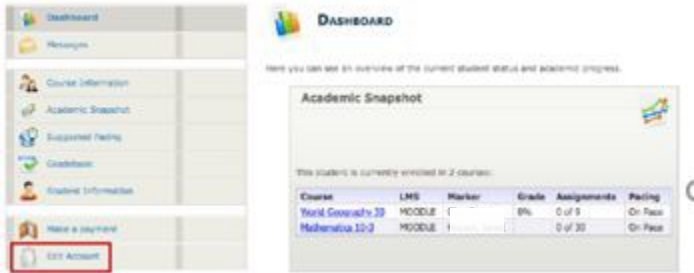 Dashboard
Messages
Course Information
Academic Snapshot
Supported Pacing
Gradebook
Student Information
Make a payment
Edit Account
DASHBOARD
Here you can see an overview of the current student status and academic progress.
Academic Snapshot
This student is currently enrolled in 2 courses:
Course LMS Marker Grade Assignments Pacing
World Geography 30 MOODLE 8% 0 of 9 On Pace
Mathematics 10-3 MOODLE 0 of 30 On Pace